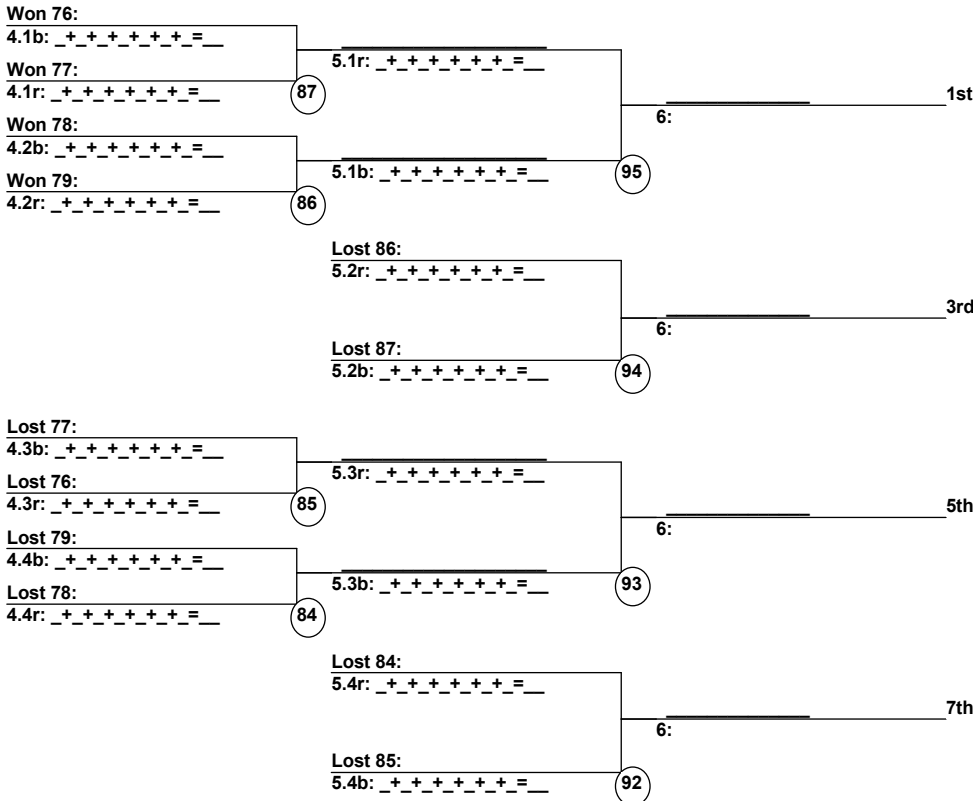 Won 76:
4.1b: _+_+_+_+_+_+_=__
5.1r: _+_+_+_+_+_+_=__
Won 77:
4.1r: _+_+_+_+_+_+_=__
87
1st
6:
Won 78:
4.2b: _+_+_+_+_+_+_=__
5.1b: _+_+_+_+_+_+_=__
95
Won 79:
4.2r: _+_+_+_+_+_+_=__
86
Lost 86:
5.2r: _+_+_+_+_+_+_=__
3rd
6:
Lost 87:
5.2b: _+_+_+_+_+_+_=__
94
Lost 77:
4.3b: _+_+_+_+_+_+_=__
5.3r: _+_+_+_+_+_+_=__
Lost 76:
4.3r: _+_+_+_+_+_+_=__
85
5th
6:
Lost 79:
4.4b: _+_+_+_+_+_+_=__
5.3b: _+_+_+_+_+_+_=__
93
Lost 78:
4.4r: _+_+_+_+_+_+_=__
84
Lost 84:
5.4r: _+_+_+_+_+_+_=__
7th
6:
Lost 85:
5.4b: _+_+_+_+_+_+_=__
92